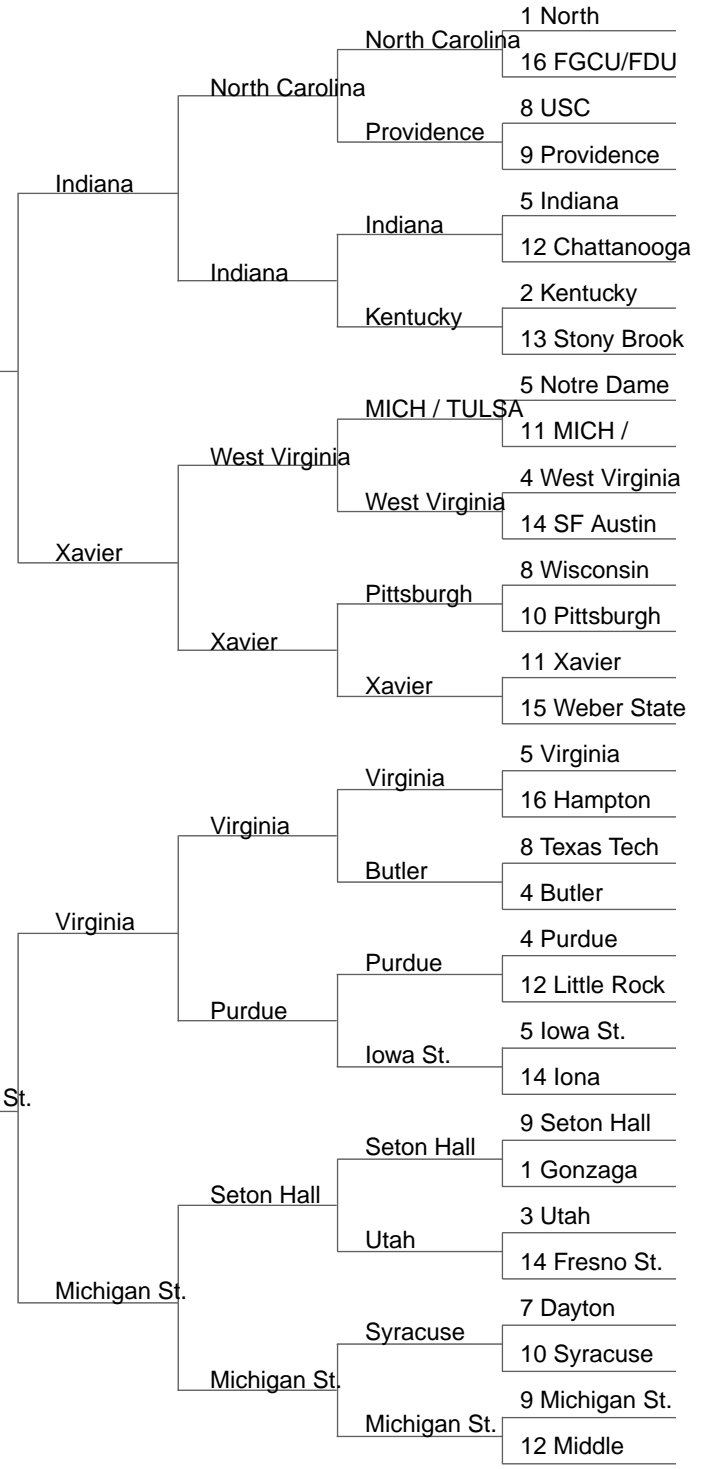 1 North
North Carolina
16 FGCU/FDU
North Carolina
8 USC
Providence
9 Providence
Indiana
5 Indiana
Indiana
12 Chattanooga
Indiana
2 Kentucky
Kentucky
13 Stony Brook
5 Notre Dame
MICH / TULSA
11 MICH /
West Virginia
4 West Virginia
West Virginia
14 SF Austin
Xavier
8 Wisconsin
Pittsburgh
10 Pittsburgh
Xavier
11 Xavier
Xavier
15 Weber State
5 Virginia
Virginia
16 Hampton
Virginia
8 Texas Tech
Butler
4 Butler
Virginia
4 Purdue
Purdue
12 Little Rock
Purdue
5 Iowa St.
Iowa St.
14 Iona
St.
9 Seton Hall
Seton Hall
1 Gonzaga
Seton Hall
3 Utah
Utah
14 Fresno St.
Michigan St.
7 Dayton
Syracuse
10 Syracuse
Michigan St.
9 Michigan St.
Michigan St.
12 Middle